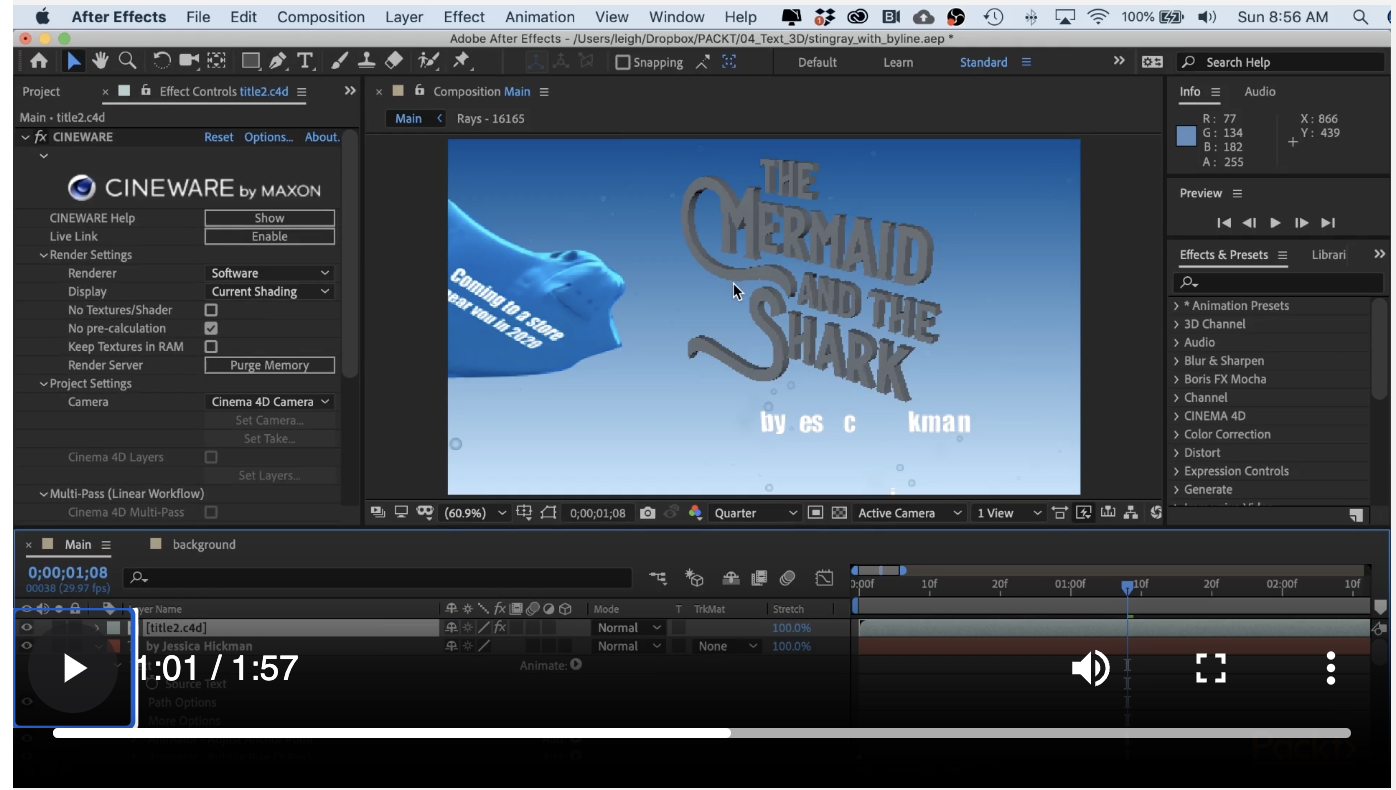 After Effects File Edit Composition Layer Effect Animation View Window Help 100% Sun 8:56 AM
Adobe After Effects - /Users/leigh/Dropbox/PACKT/04_Text_3D/stingray_with_byline.aep *
Snapping Default Learn Standard Search Help
Project Effect Controls title2.c4d
Main • title2.c4d
fx CINEWARE Reset Options... About.
CINEWARE by MAXON
CINEWARE Help Show
Live Link Enable
Render Settings
Renderer Software
Display Current Shading
No Textures/Shader
No pre-calculation
Keep Textures in RAM
Render Server Purge Memory
Project Settings
Camera Cinema 4D Camera
Set Camera...
Set Take...
Cinema 4D Layers
Set Layers...
Multi-Pass (Linear Workflow)
Cinema 4D Multi-Pass
Composition Main
Main Rays - 16165
THE
MERMAID
AND THE
SHARK
Coming to a store
near you in 2020
by es c kman
(60.9%) 0;00;01;08 Quarter Active Camera 1 View
Info Audio
R: 77 X: 866
G: 134 Y: 439
B: 182
A: 255
Preview
Effects & Presets Librari
* Animation Presets
3D Channel
Audio
Blur & Sharpen
Boris FX Mocha
Channel
CINEMA 4D
Color Correction
Distort
Expression Controls
Generate
Main background
0;00;01;08
00038 (29.97 fps)
0:00f 10f 20f 01:00f 10f 20f 02:00f 10f
yer Name fx Mode T TrkMat Stretch
[title2.c4d] fx Normal 100.0%
by Jessica Hickman Normal None 100.0%
Animate:
1:01 / 1:57
Source Text
Path Options
More Options